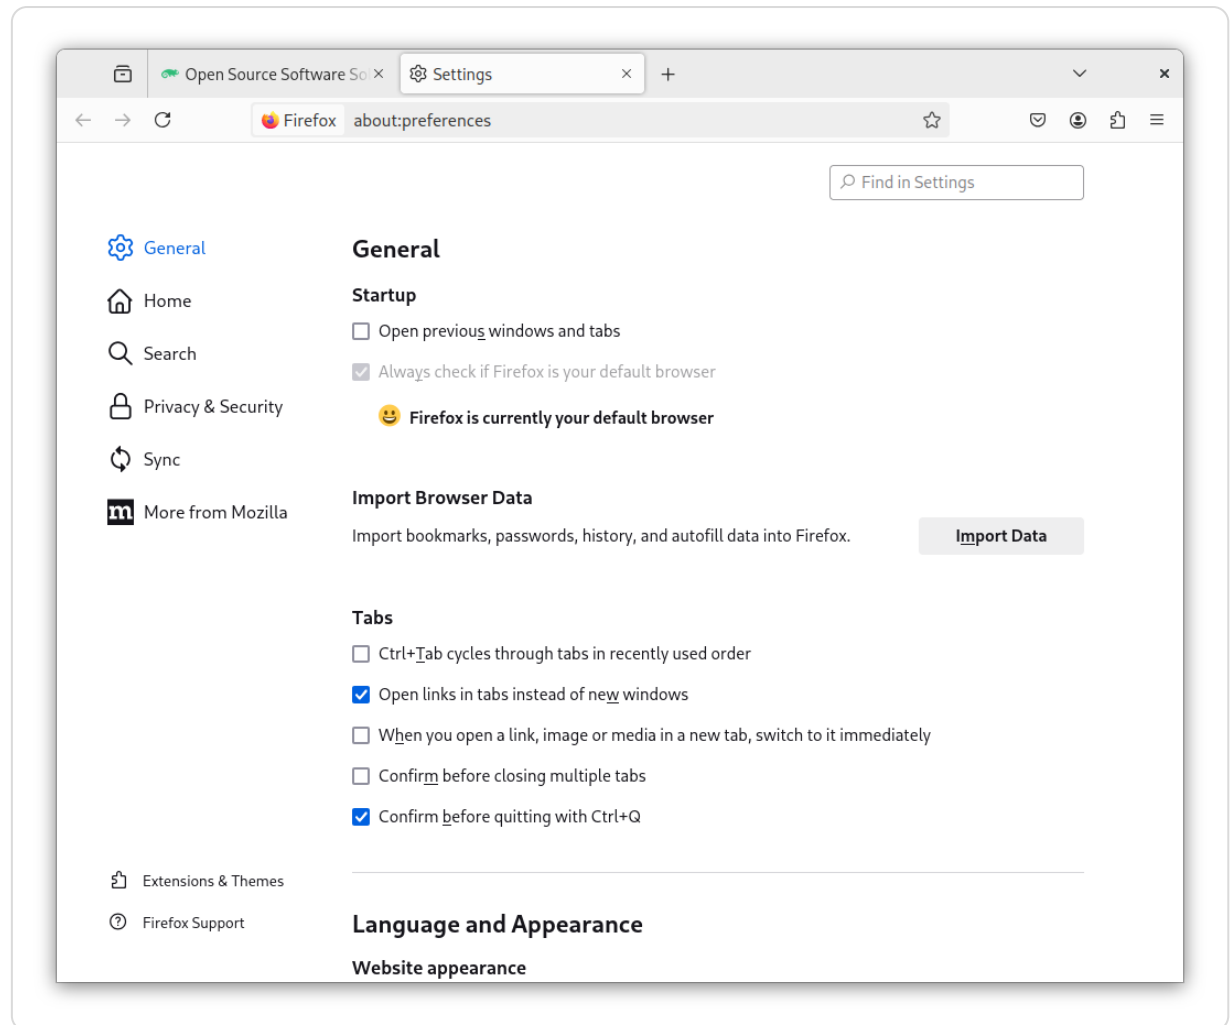 Open Source Software So
Settings
Firefox about:preferences
Find in Settings
General
Home
Search
Privacy & Security
Sync
More from Mozilla
General
Startup
Open previous windows and tabs
Always check if Firefox is your default browser
Firefox is currently your default browser
Import Browser Data
Import bookmarks, passwords, history, and autofill data into Firefox.
Import Data
Tabs
Ctrl+Tab cycles through tabs in recently used order
Open links in tabs instead of new windows
When you open a link, image or media in a new tab, switch to it immediately
Confirm before closing multiple tabs
Confirm before quitting with Ctrl+Q
Extensions & Themes
Firefox Support
Language and Appearance
Website appearance